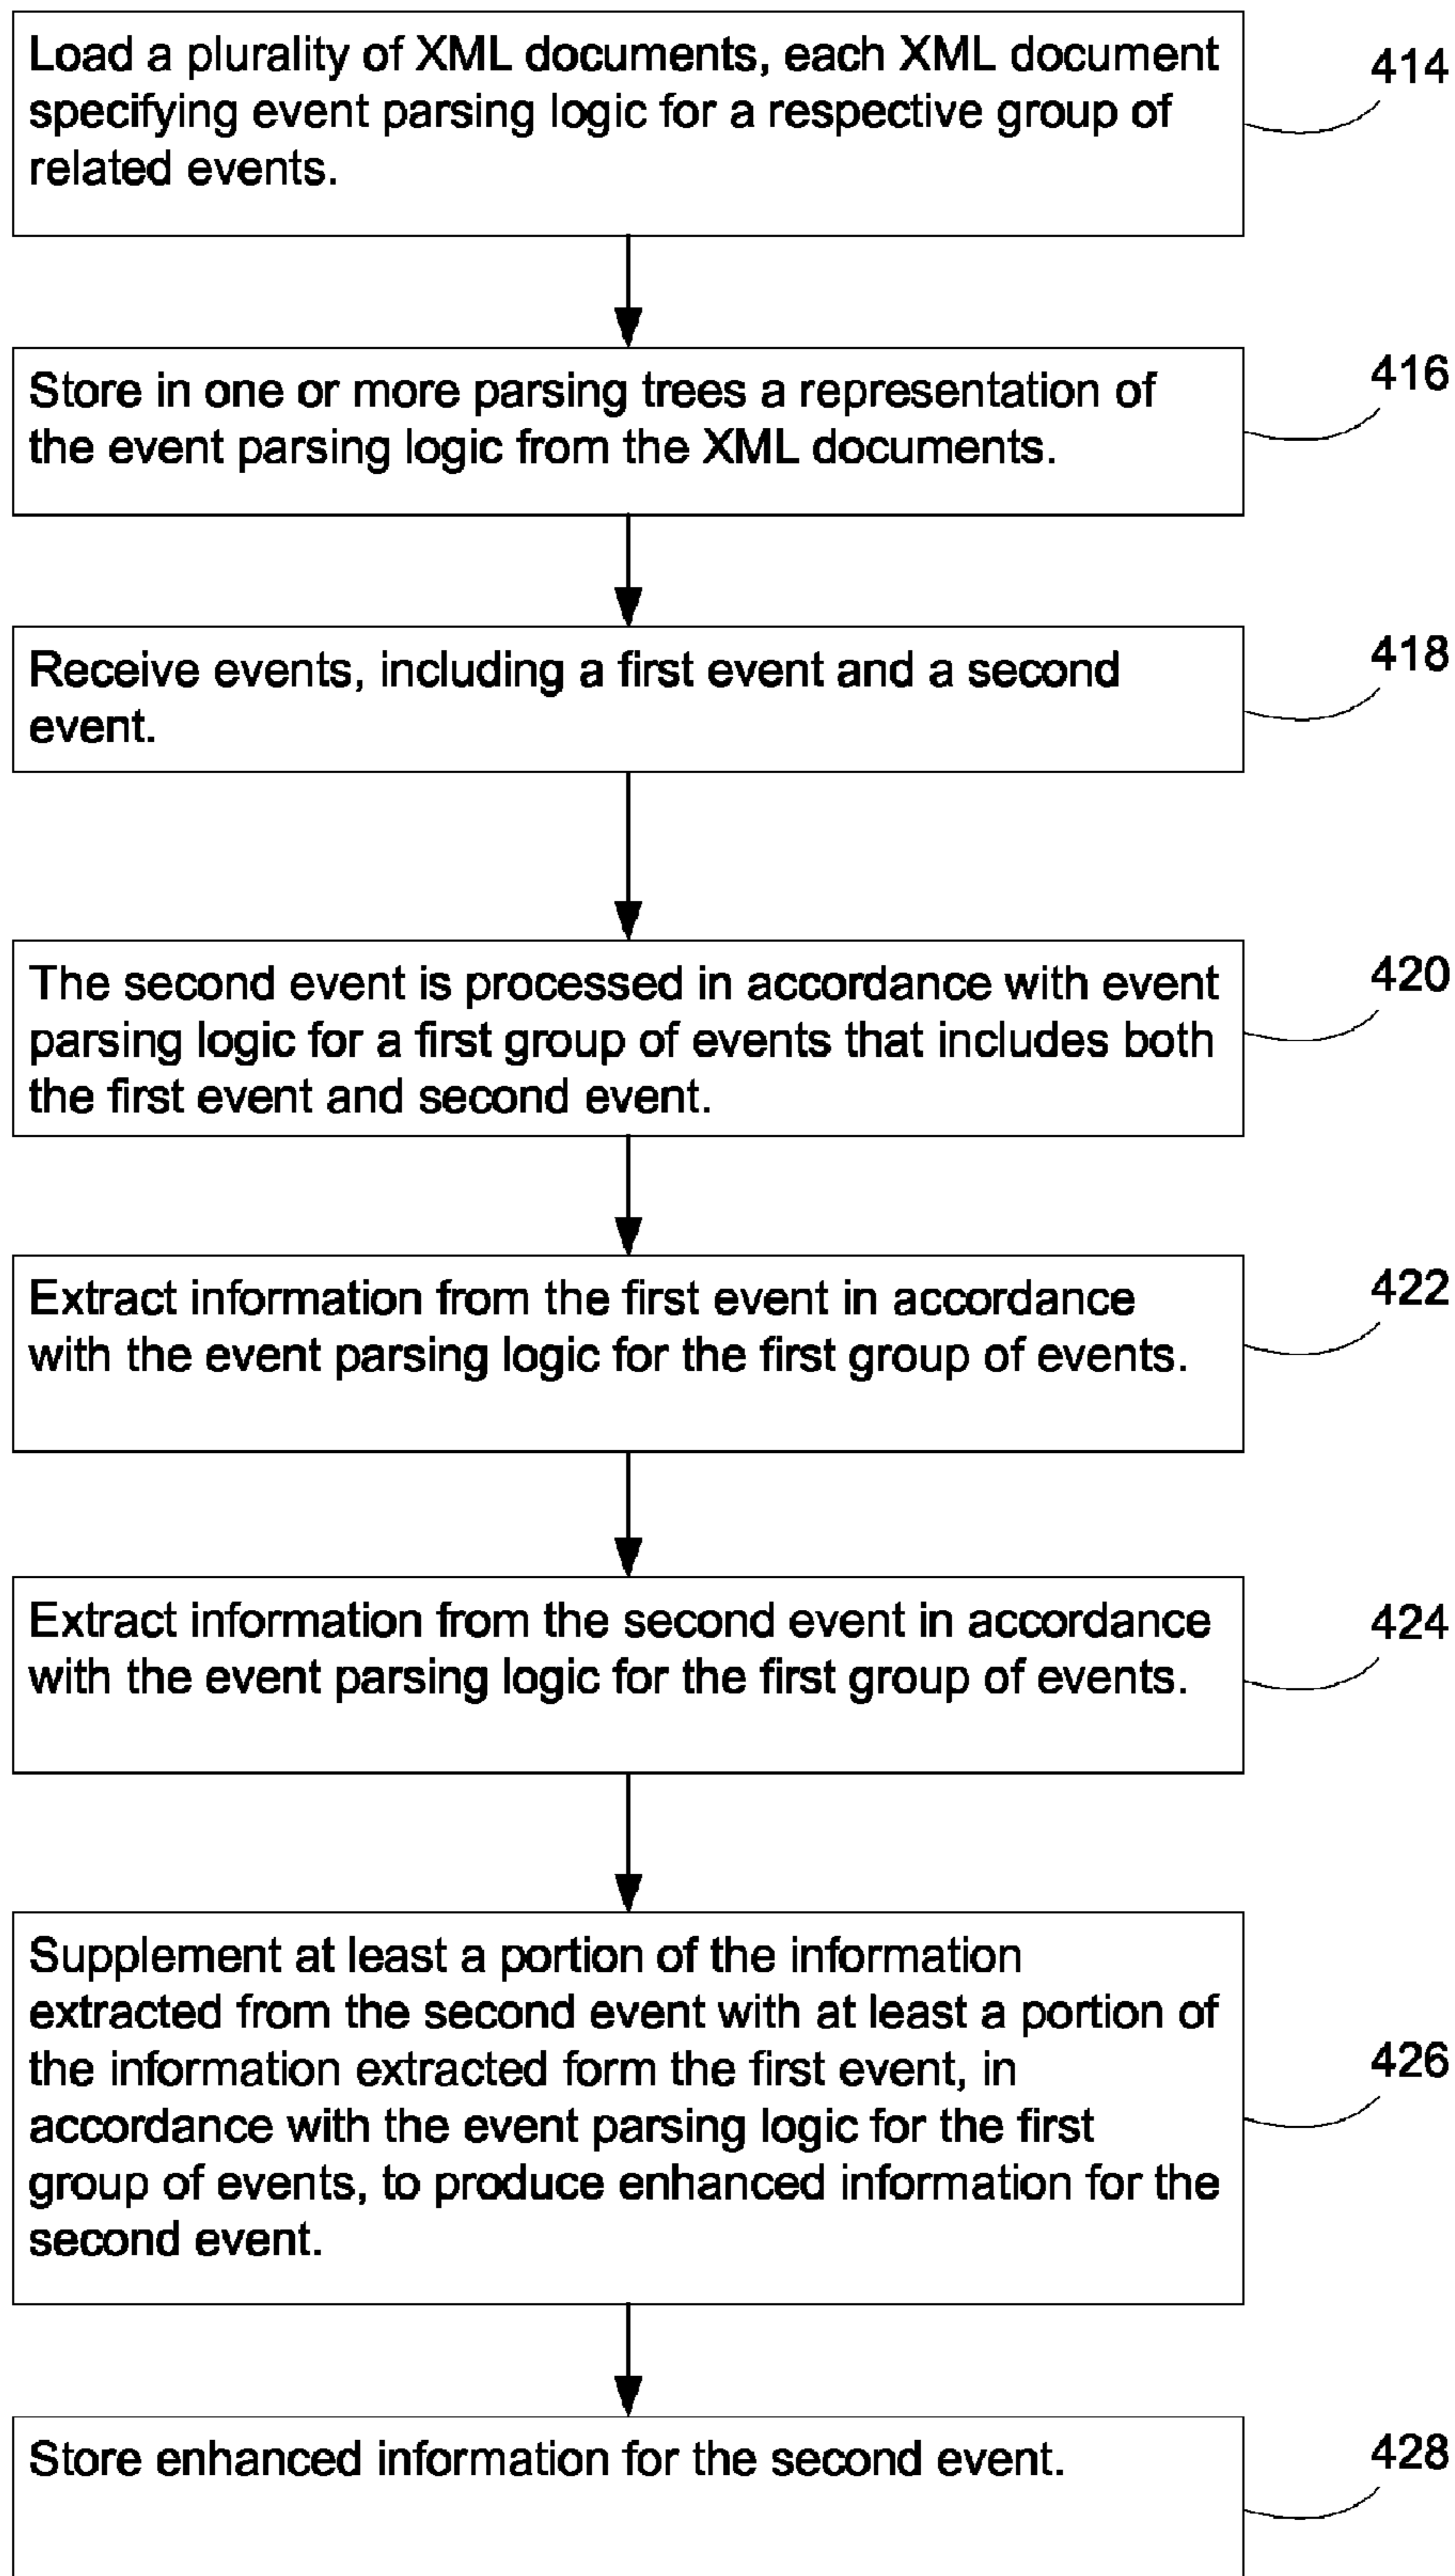 Load a plurality of XML documents, each XML document
specifying event parsing logic for a respective group of
related events.
414
Store in one or more parsing trees a representation of
the event parsing logic from the XML documents.
416
Receive events, including a first event and a second
event.
418
The second event is processed in accordance with event
parsing logic for a first group of events that includes both
the first event and second event.
420
Extract information from the first event in accordance
with the event parsing logic for the first group of events.
422
Extract information from the second event in accordance
with the event parsing logic for the first group of events.
424
Supplement at least a portion of the information
extracted from the second event with at least a portion of
the information extracted form the first event, in
accordance with the event parsing logic for the first
group of events, to produce enhanced information for the
second event.
426
Store enhanced information for the second event.
428